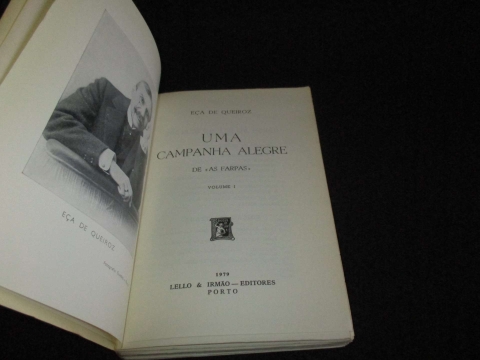 EÇA DE QUEIROZ
EÇA DE QUEIROZ
UMA
CAMPANHA ALEGRE
DE «AS FARPAS»
VOLUME I
1979
LELLO & IRMÃO — EDITORES
PORTO